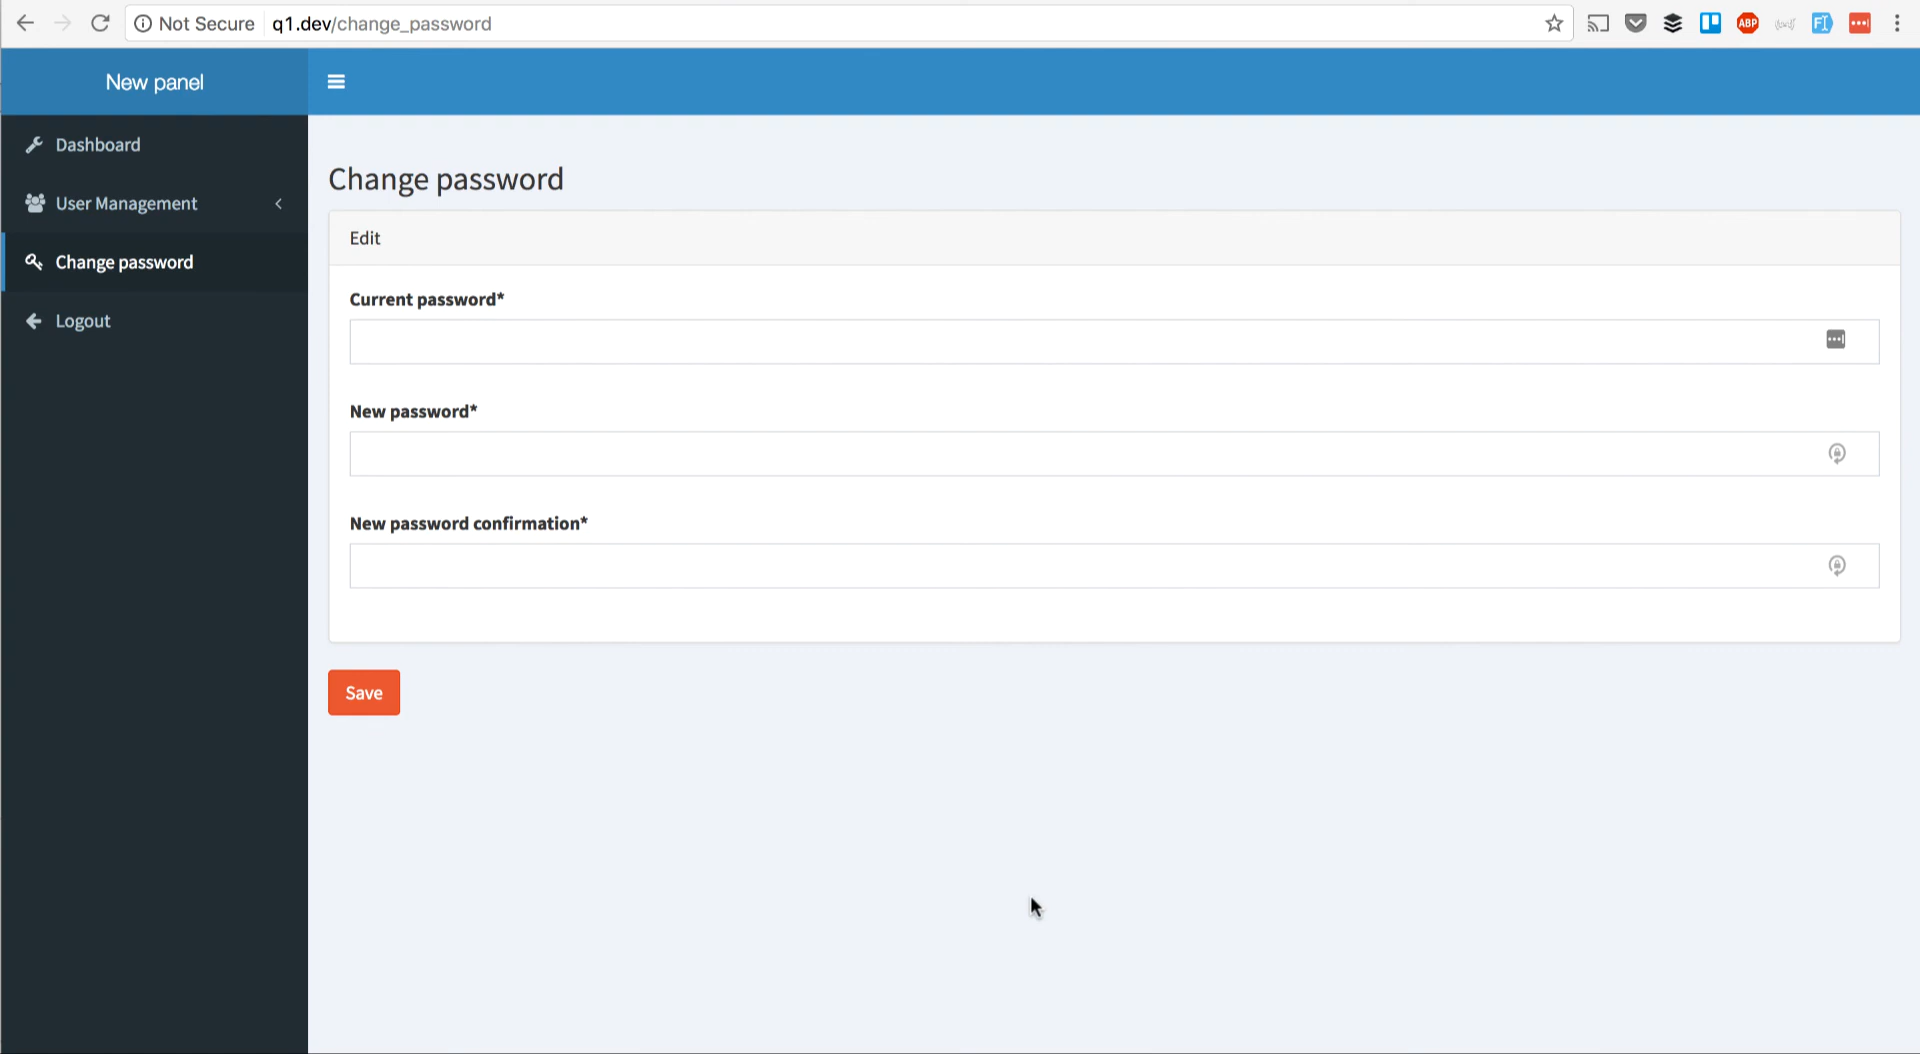 Not Secure q1.dev/change_password
ABP
New panel
Dashboard
User Management
Change password
Logout
Change password
Edit
Current password*
New password*
New password confirmation*
Save